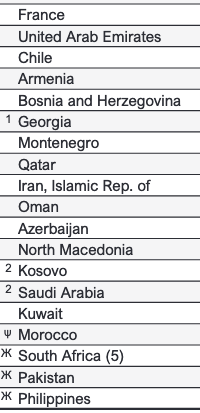 France
United Arab Emirates
Chile
Armenia
Bosnia and Herzegovina
1 Georgia
Montenegro
Qatar
Iran, Islamic Rep. of
Oman
Azerbaijan
North Macedonia
2 Kosovo
2 Saudi Arabia
Kuwait
ψ Morocco
Ж South Africa (5)
Ж Pakistan
Ж Philippines